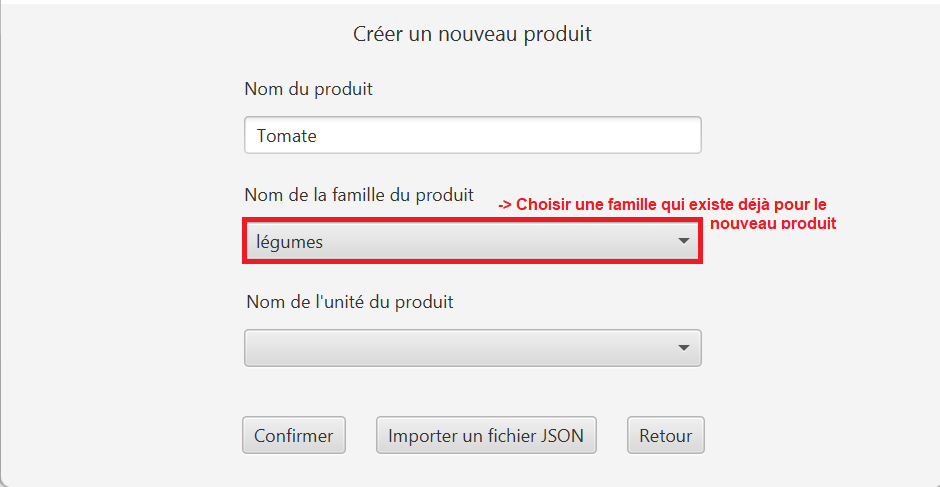 Créer un nouveau produit
Nom du produit
Tomate
Nom de la famille du produit
-> Choisir une famille qui existe déjà pour le
nouveau produit
légumes
Nom de l'unité du produit
Confirmer
Importer un fichier JSON
Retour